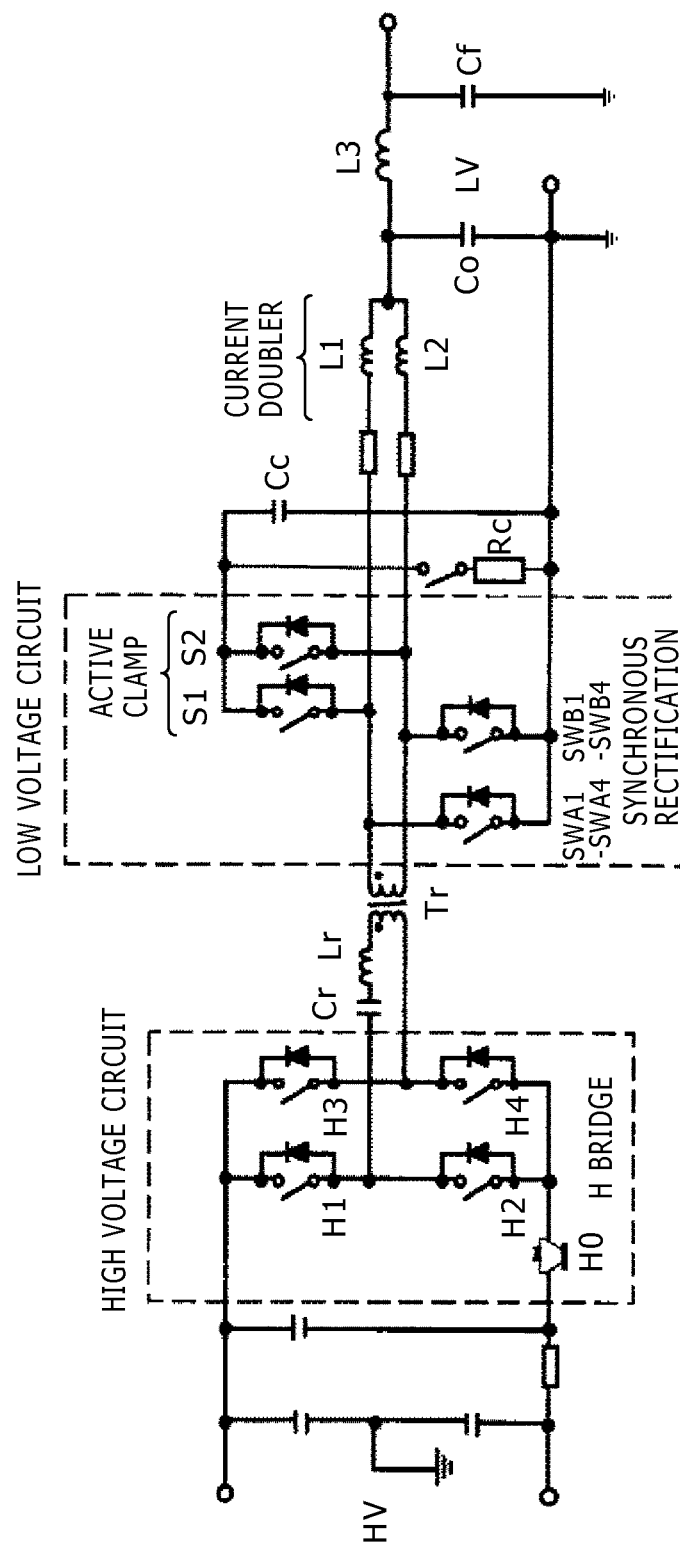 HV
HIGH VOLTAGE CIRCUIT
H1
H3
H2
H4
H0
H BRIDGE
Cr
Lr
Tr
LOW VOLTAGE CIRCUIT
ACTIVE
CLAMP
S1
S2
SWA1
-SWA4
SWB1
-SWB4
SYNCHRONOUS
RECTIFICATION
Rc
Cc
CURRENT
DOUBLER
L1
L2
Co
LV
L3
Cf